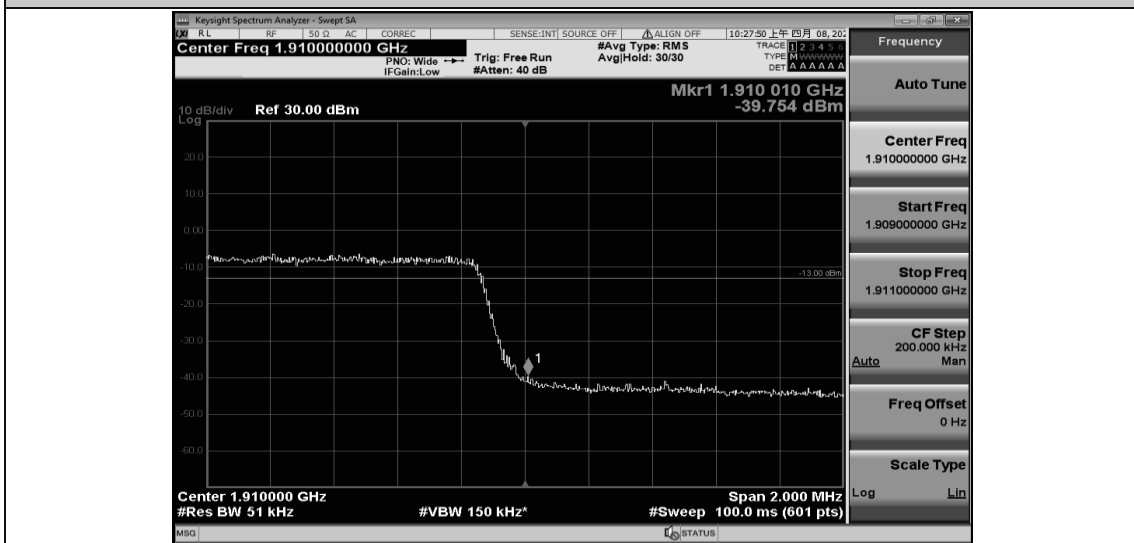 Keysight Spectrum Analyzer - Swept SA
LXI RL RF 50 Ω AC CORREC SENSE:INT SOURCE OFF ALIGN OFF 10:27:50 上午 四月 08, 202
Center Freq 1.910000000 GHz
PNO: Wide
IFGain:Low
Trig: Free Run
#Atten: 40 dB
#Avg Type: RMS
Avg|Hold: 30/30
TRACE 1 2 3 4 5 6
TYPE M WWWWW
DET A A A A A A
Mkr1 1.910 010 GHz
-39.754 dBm
10 dB/div Ref 30.00 dBm
Log
20.0
10.0
0.00
-10.0
-20.0
-30.0
-40.0
-50.0
-60.0
-13.00 dBm
1
Center 1.910000 GHz
Span 2.000 MHz
#Res BW 51 kHz
#VBW 150 kHz*
#Sweep 100.0 ms (601 pts)
MSG
STATUS
Frequency
Auto Tune
Center Freq
1.910000000 GHz
Start Freq
1.909000000 GHz
Stop Freq
1.911000000 GHz
CF Step
200.000 kHz
Auto Man
Freq Offset
0 Hz
Scale Type
Log Lin